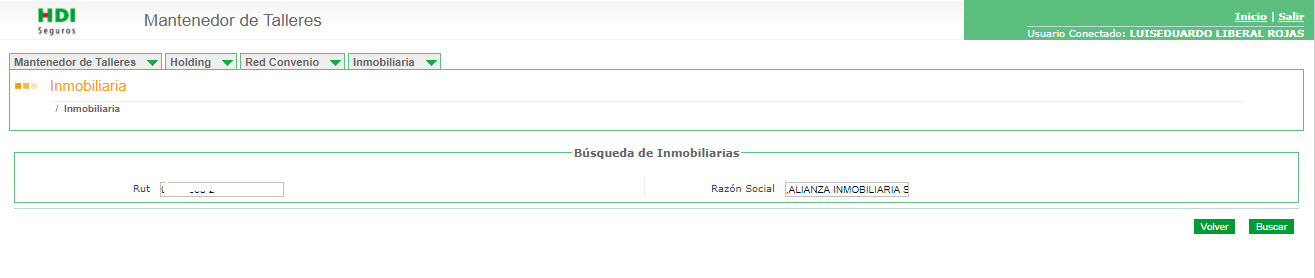 HDI
Seguros
Mantenedor de Talleres
Inicio | Salir
Usuario Conectado: LUISEDUARDO LIBERAL ROJAS
Mantenedor de Talleres Holding Red Convenio Inmobiliaria
Inmobiliaria
/ Inmobiliaria
Búsqueda de Inmobiliarias
Rut
Razón Social ,ALIANZA INMOBILIARIA S
Volver Buscar